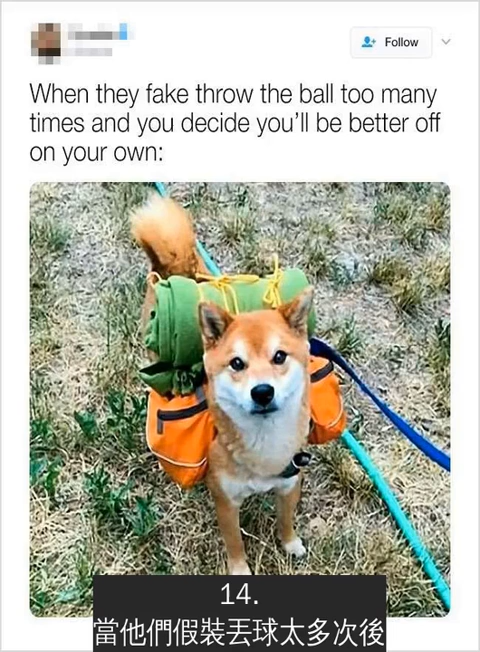 Follow
When they fake throw the ball too many
times and you decide you'll be better off
on your own:
14.
當他們假裝丟球太多次後